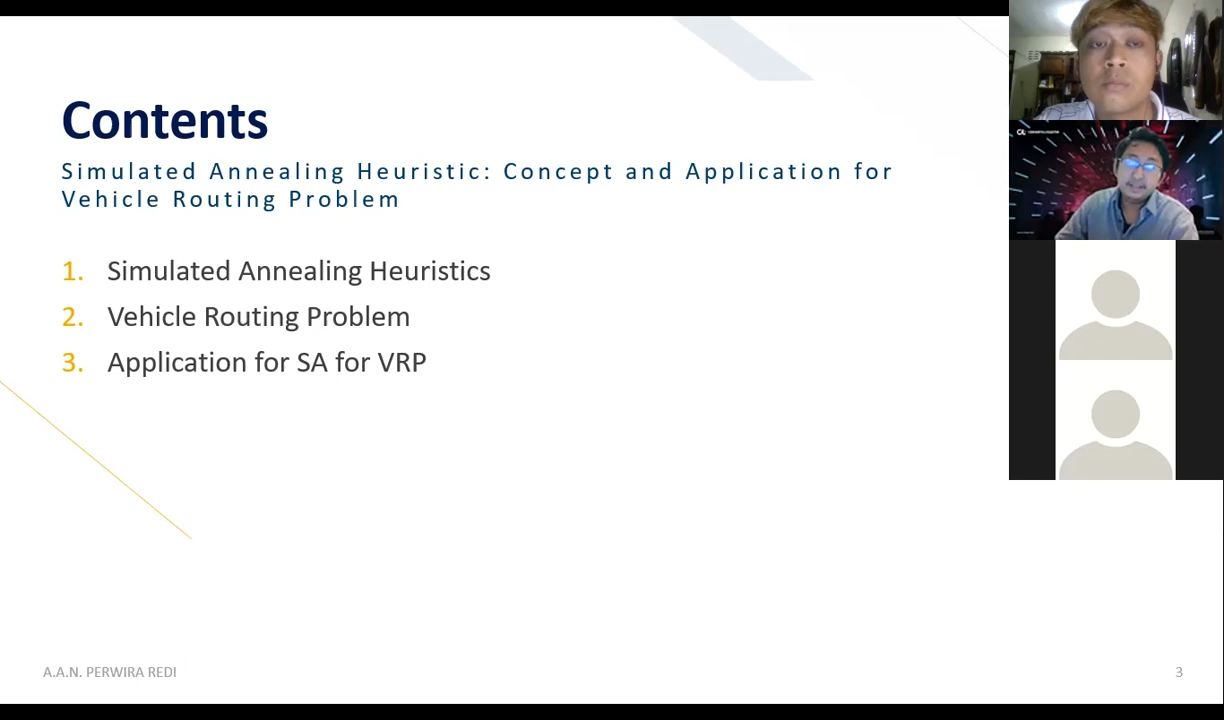 Contents
Simulated Annealing Heuristic: Concept and Application for
Vehicle Routing Problem
1. Simulated Annealing Heuristics
2. Vehicle Routing Problem
3. Application for SA for VRP
A.A.N. PERWIRA REDI
3